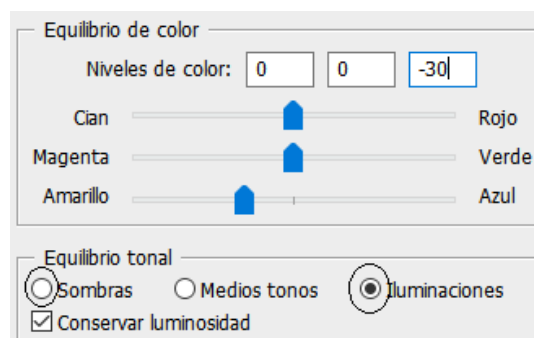 Equilibrio de color
Niveles de color: 0 0 -30
Cian Rojo
Magenta Verde
Amarillo Azul
Equilibrio tonal
Sombras Medios tonos Iluminaciones
Conservar luminosidad